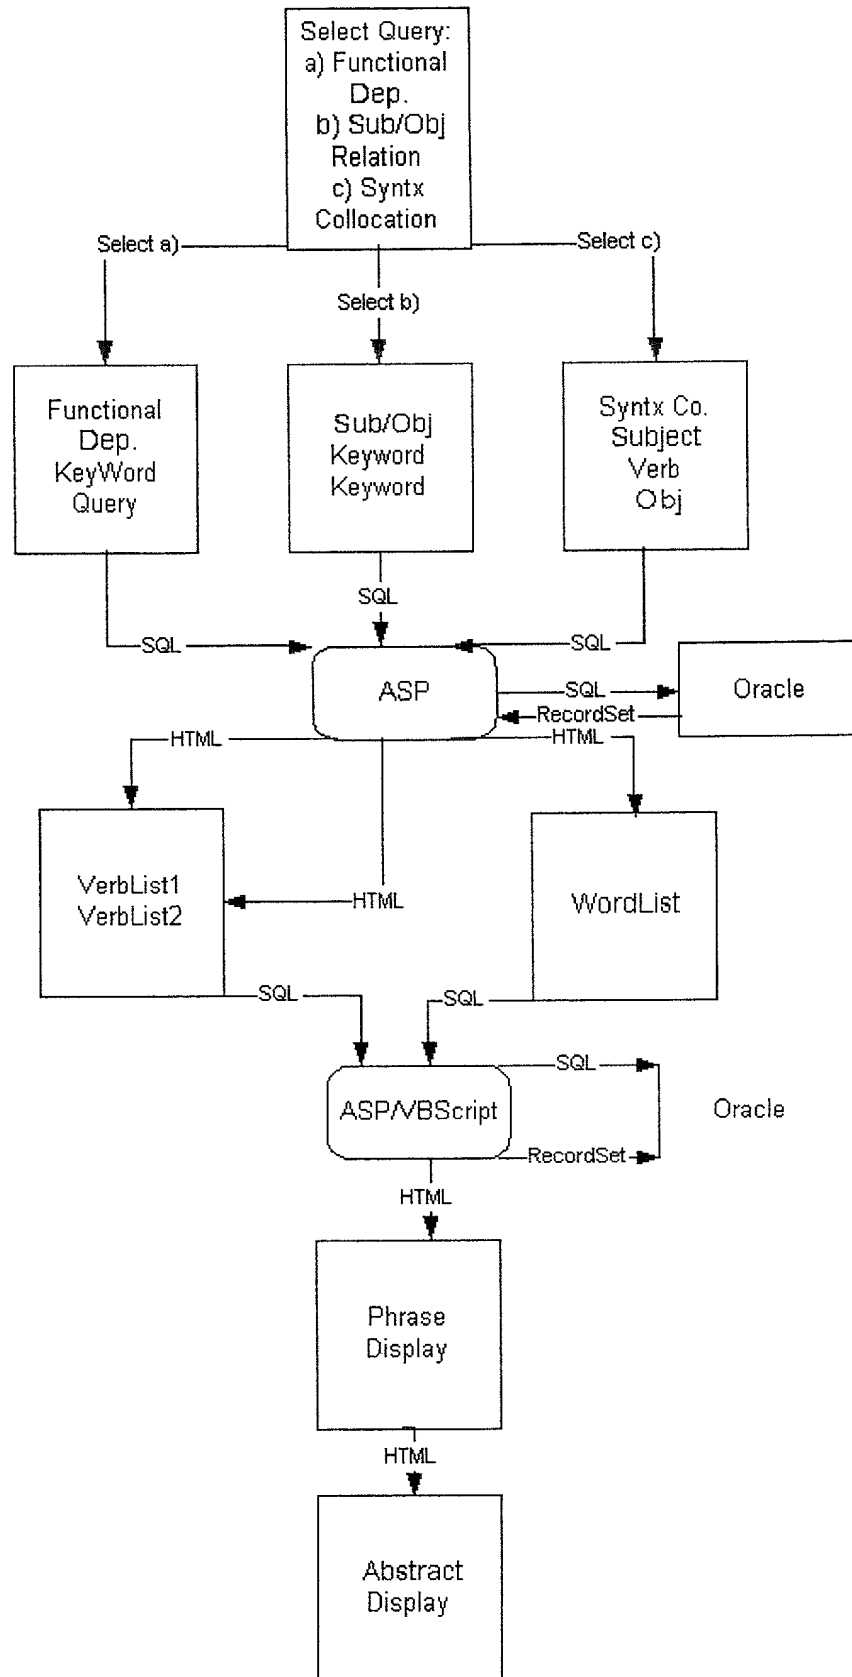 Select Query:
a) Functional
Dep.
b) Sub/Obj
Relation
c) Syntx
Collocation
Select a)
Select c)
Select b)
Functional
Dep.
KeyWord
Query
Sub/Obj
Keyword
Keyword
Syntx Co.
Subject
Verb
Obj
SQL
SQL
SQL
ASP
SQL
RecordSet
Oracle
HTML
HTML
VerbList1
VerbList2
HTML
WordList
SQL
SQL
ASP/VBScript
SQL
RecordSet
Oracle
HTML
Phrase
Display
HTML
Abstract
Display